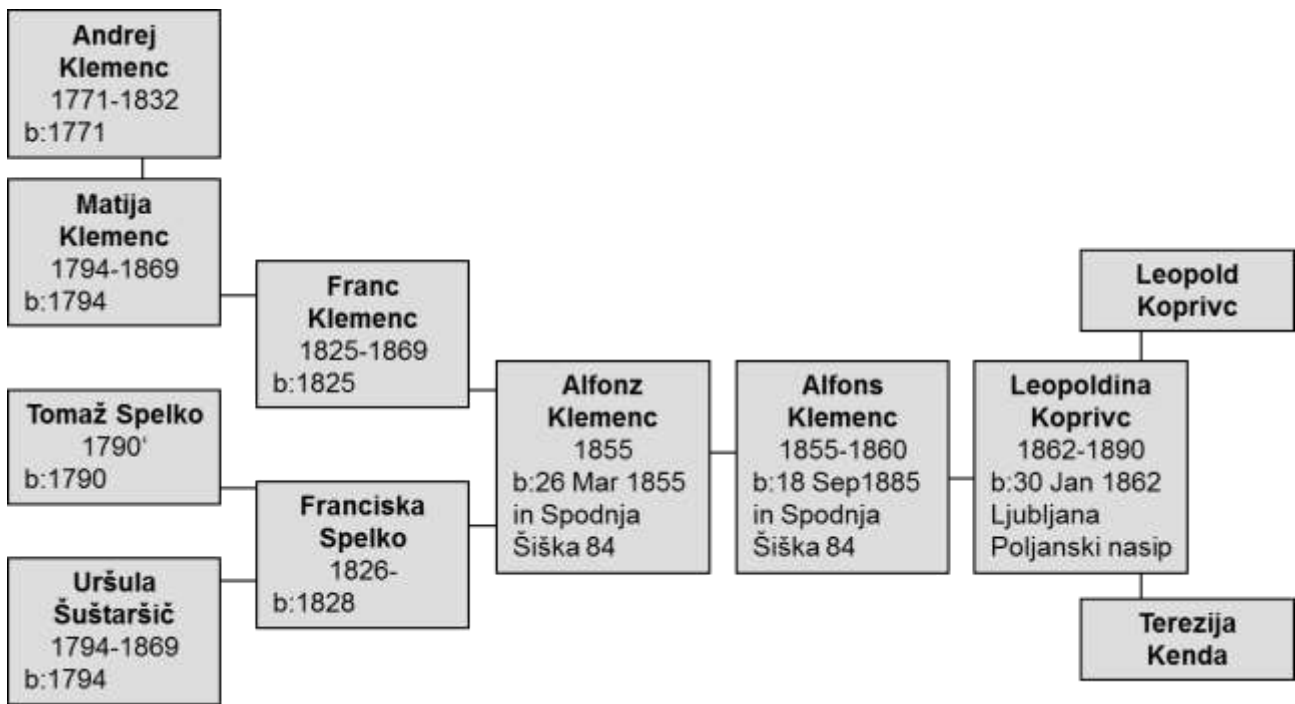 Andrej
Klemenc
1771-1832
b:1771
Matija
Klemenc
1794-1869
b:1794
Tomaž Spelko
1790'
b:1790
Uršula
Šuštaršič
1794-1869
b:1794
Franc
Klemenc
1825-1869
b:1825
Franciska
Spelko
1826-
b:1828
Alfonz
Klemenc
1855
b:26 Mar 1855
in Spodnja
Šiška 84
Alfons
Klemenc
1855-1860
b:18 Sep1885
in Spodnja
Šiška 84
Leopold
Koprivc
Leopoldina
Koprivc
1862-1890
b:30 Jan 1862
Ljubljana
Poljanski nasip
Terezija
Kenda